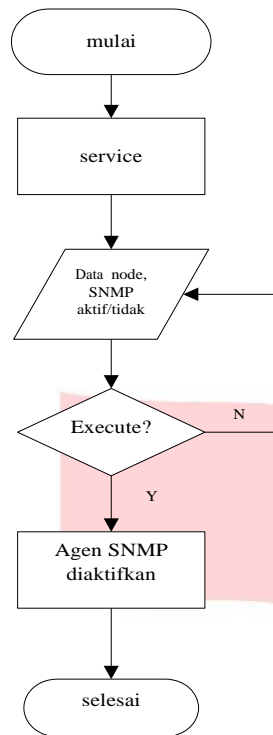 mulai
service
Data node,
SNMP
aktif/tidak
Execute?
N
Y
Agen SNMP
diaktifkan
selesai